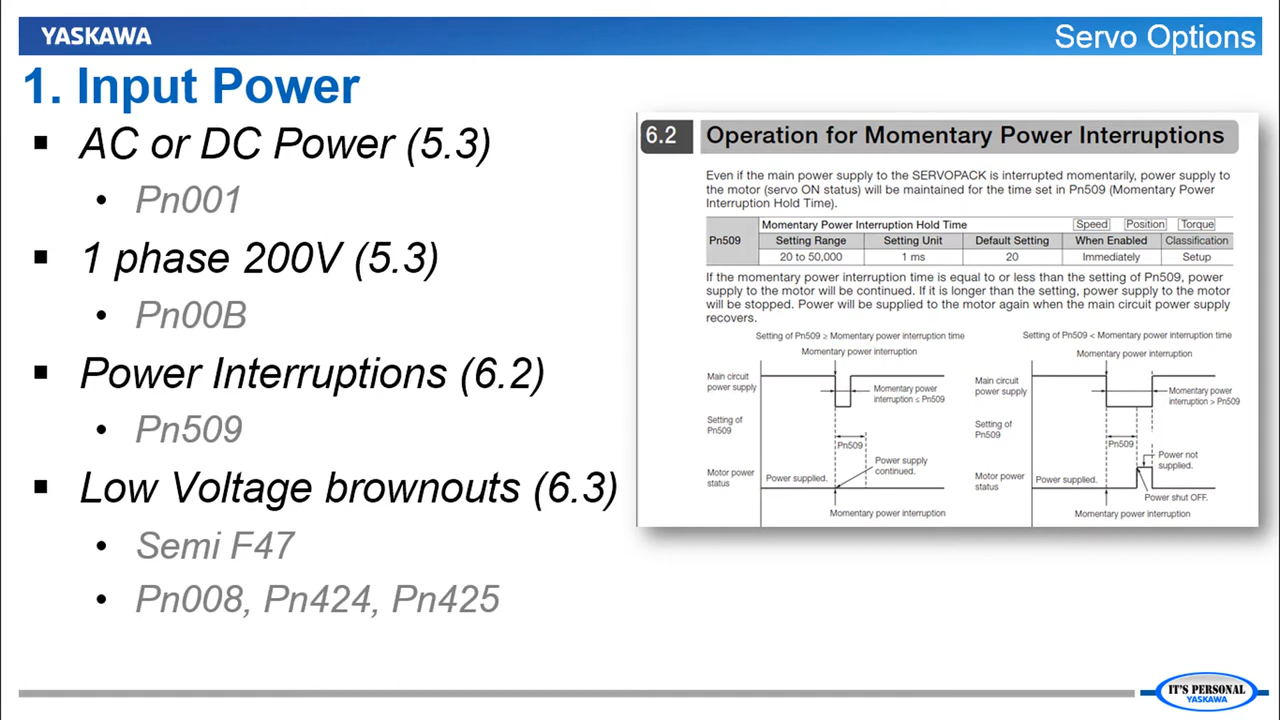 YASKAWA
Servo Options
1. Input Power
▪ AC or DC Power (5.3)
• Pn001
▪ 1 phase 200V (5.3)
• Pn00B
▪ Power Interruptions (6.2)
• Pn509
▪ Low Voltage brownouts (6.3)
• Semi F47
• Pn008, Pn424, Pn425
6.2 Operation for Momentary Power Interruptions
Even if the main power supply to the SERVOPACK is interrupted momentarily, power supply to
the motor (servo ON status) will be maintained for the time set in Pn509 (Momentary Power
Interruption Hold Time).
Pn509
Momentary Power Interruption Hold Time Speed Position Torque
Setting Range Setting Unit Default Setting When Enabled Classification
20 to 50,000 1 ms 20 Immediately Setup
If the momentary power interruption time is equal to or less than the setting of Pn509, power
supply to the motor will be continued. If it is longer than the setting, power supply to the motor
will be stopped. Power will be supplied to the motor again when the main circuit power supply
recovers.
Setting of Pn509 ≥ Momentary power interruption time
Momentary power interruption
Main circuit
power supply
Momentary power
interruption ≤ Pn509
Setting of
Pn509
Pn509
Power supply
continued.
Motor power
status
Power supplied.
Momentary power interruption
Setting of Pn509 < Momentary power interruption time
Momentary power interruption
Main circuit
power supply
Momentary power
interruption > Pn509
Setting of
Pn509
Pn509
Power not
supplied.
Motor power
status
Power supplied.
Power shut OFF.
Momentary power interruption
IT'S PERSONAL
YASKAWA